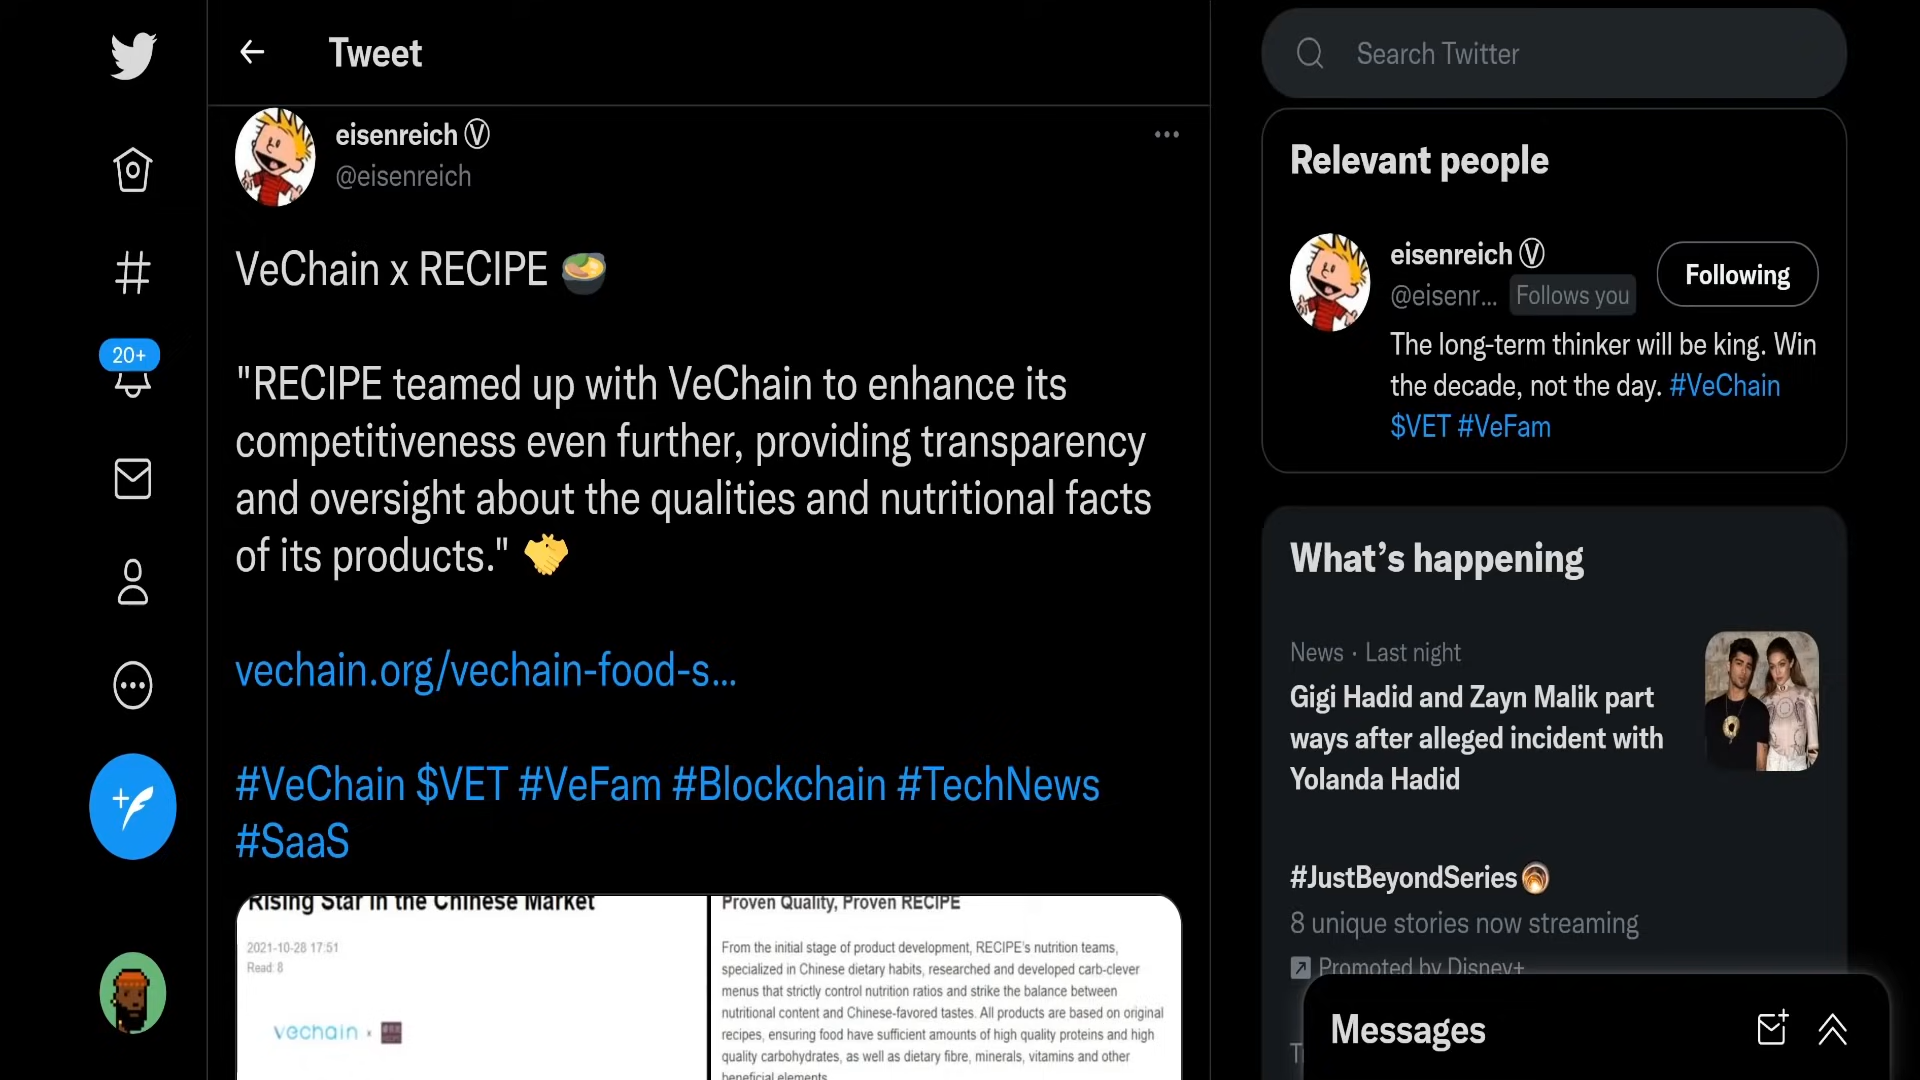 Tweet
Search Twitter
eisenreich Ⓥ
@eisenreich
VeChain x RECIPE
"RECIPE teamed up with VeChain to enhance its
competitiveness even further, providing transparency
and oversight about the qualities and nutritional facts
of its products."
vechain.org/vechain-food-s...
#VeChain $VET #VeFam #Blockchain #TechNews
#SaaS
Rising Star in the Chinese Market
2021-10-28 17:51
Read: 8
vechain x
Proven Quality, Proven RECIPE
From the initial stage of product development, RECIPE's nutrition teams,
specialized in Chinese dietary habits, researched and developed carb-clever
menus that strictly control nutrition ratios and strike the balance between
nutritional content and Chinese-favored tastes. All products are based on original
recipes, ensuring food have sufficient amounts of high quality proteins and high
quality carbohydrates, as well as dietary fibre, minerals, vitamins and other
beneficial elements
20+
Relevant people
eisenreich Ⓥ
@eisenr... Follows you
Following
The long-term thinker will be king. Win
the decade, not the day. #VeChain
$VET #VeFam
What's happening
News · Last night
Gigi Hadid and Zayn Malik part
ways after alleged incident with
Yolanda Hadid
#JustBeyondSeries
8 unique stories now streaming
Promoted by Disney+
Messages